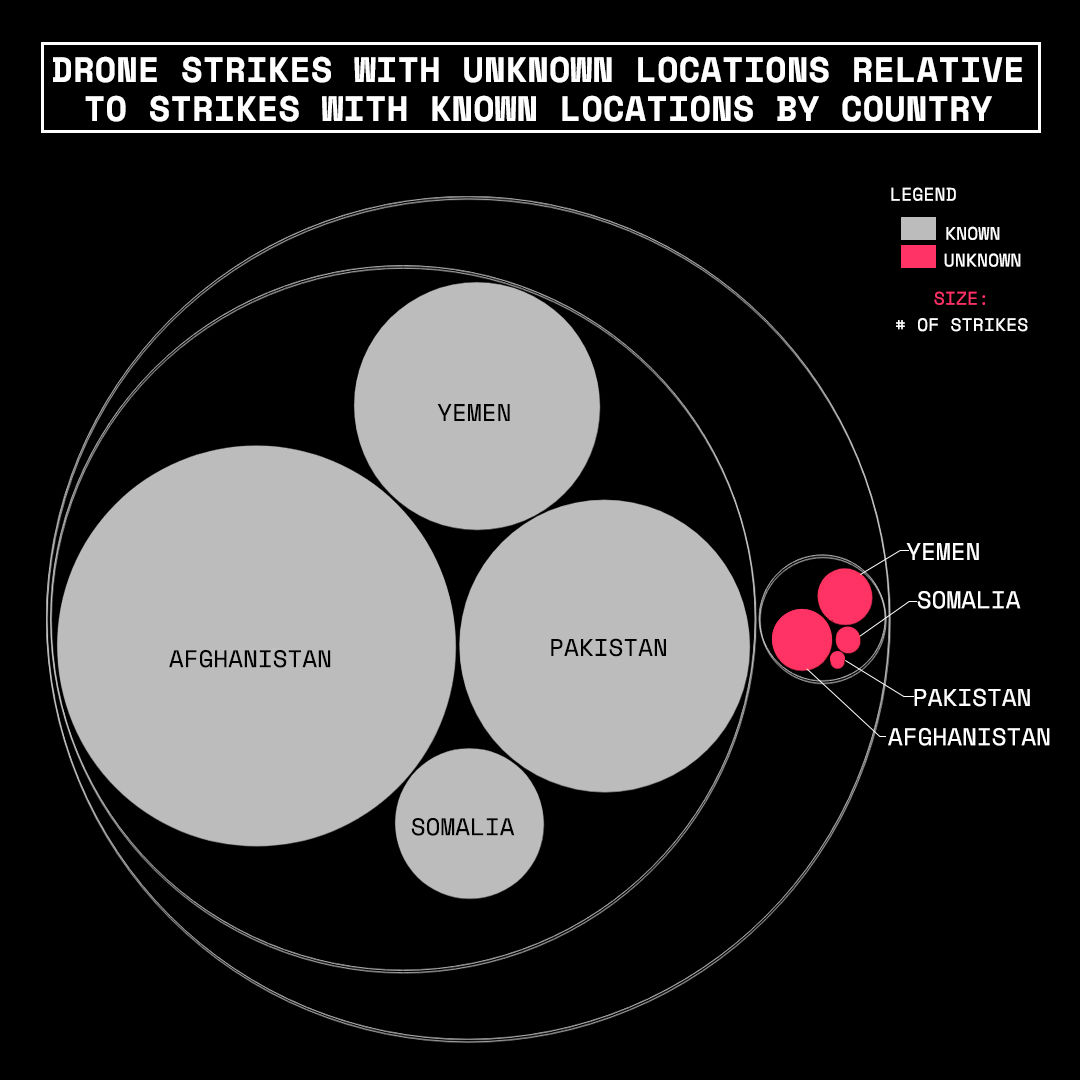 DRONE STRIKES WITH UNKNOWN LOCATIONS RELATIVE
TO STRIKES WITH KNOWN LOCATIONS BY COUNTRY
LEGEND
KNOWN
UNKNOWN
SIZE:
# OF STRIKES
YEMEN
AFGHANISTAN
PAKISTAN
SOMALIA
YEMEN
SOMALIA
PAKISTAN
AFGHANISTAN